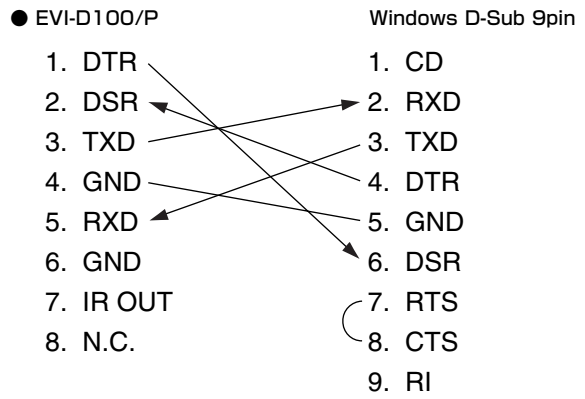 ● EVI-D100/P Windows D-Sub 9pin
1. DTR 1. CD
2. DSR 2. RXD
3. TXD 3. TXD
4. GND 4. DTR
5. RXD 5. GND
6. GND 6. DSR
7. IR OUT 7. RTS
8. N.C. 8. CTS
9. RI